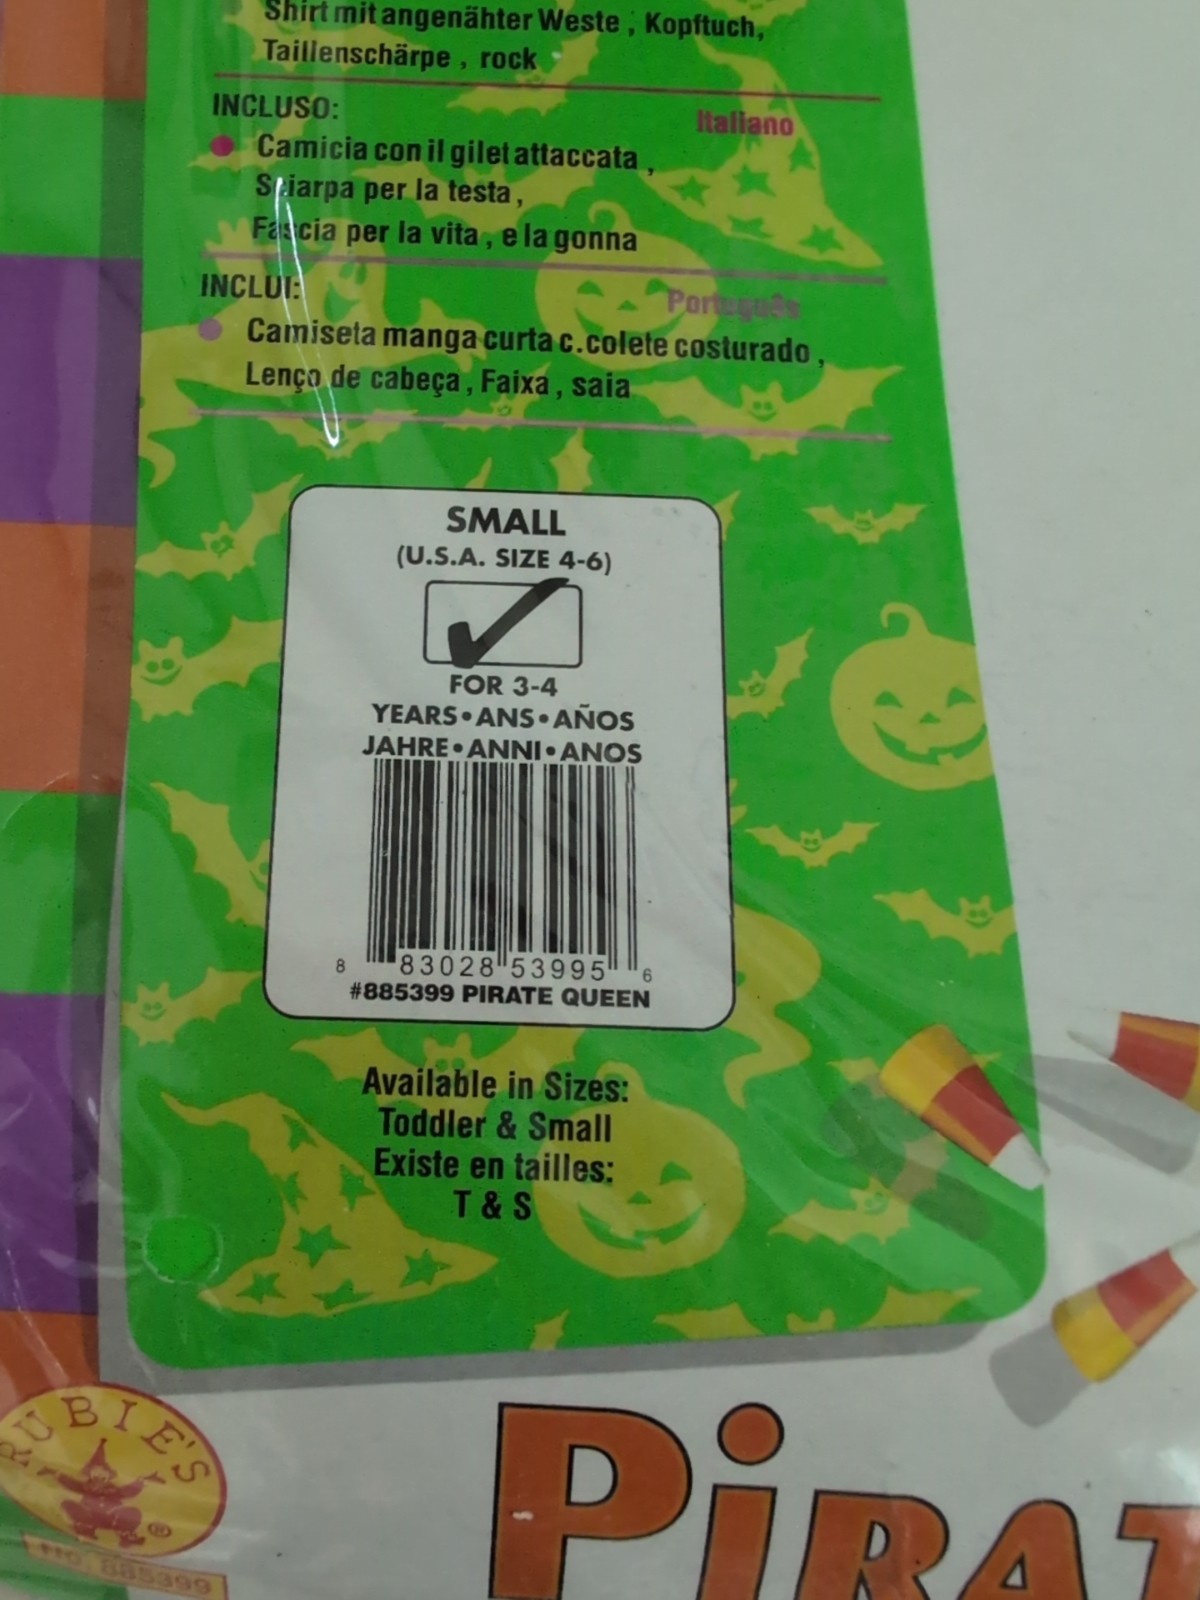 Shirt mit angenähter Weste , Kopftuch,
Taillenschärpe , rock
INCLUSO:
Italiano
Camicia con il gilet attaccata ,
Sciarpa per la testa ,
Fascia per la vita , e la gonna
INCLUI:
Português
Camiseta manga curta c.colete costurado ,
Lenço de cabeça , Faixa , saia
SMALL
(U.S.A. SIZE 4-6)
FOR 3-4
YEARS•ANS•AÑOS
JAHRE•ANNI•ANOS
8 83028 53995 6
#885399 PIRATE QUEEN
Available in Sizes:
Toddler & Small
Existe en tailles:
T & S
RUBIE'S
®
NO. 885399
PiRAT